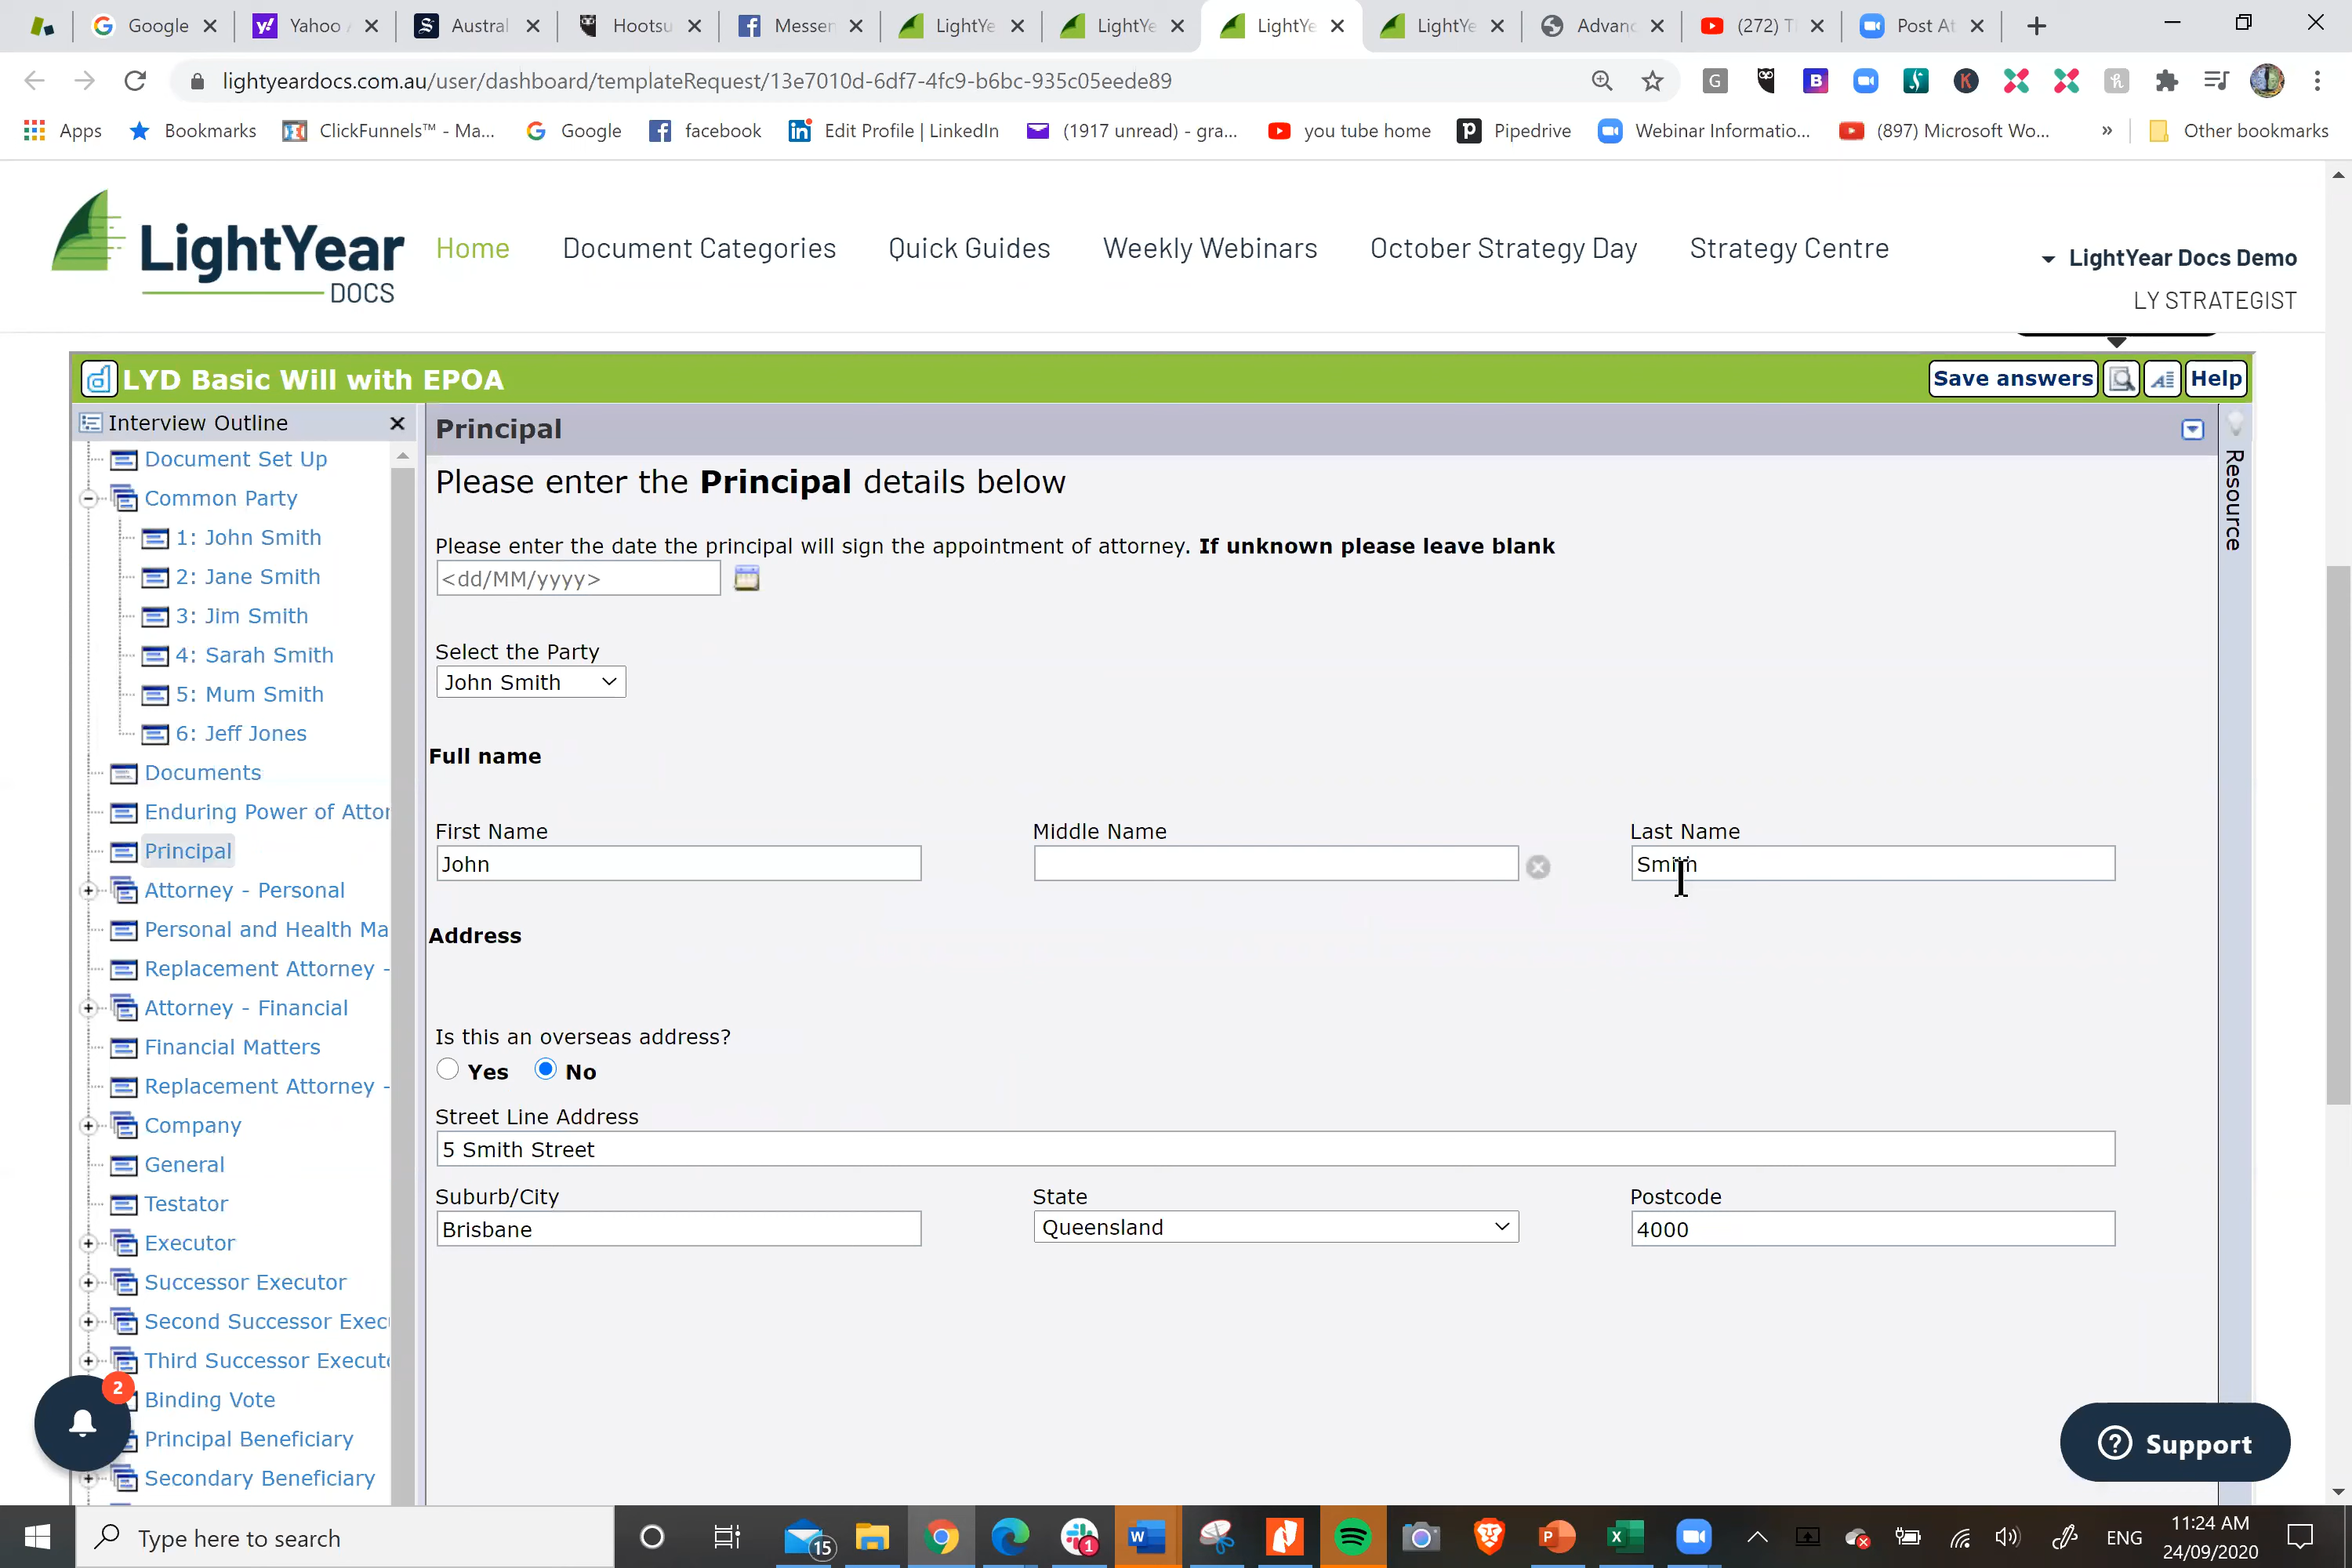 Google
Yahoo
Austral
Hootsu
Messen
LightYe
LightYe
LightYe
LightYe
Advanc
(272) T
Post At
lightyeardocs.com.au/user/dashboard/templateRequest/13e7010d-6df7-4fc9-b6bc-935c05eede89
Apps
Bookmarks
ClickFunnels™ - Ma...
Google
facebook
Edit Profile | LinkedIn
(1917 unread) - gra...
you tube home
Pipedrive
Webinar Informatio...
(897) Microsoft Wo...
»
Other bookmarks
LightYear
DOCS
Home
Document Categories
Quick Guides
Weekly Webinars
October Strategy Day
Strategy Centre
LightYear Docs Demo
LY STRATEGIST
LYD Basic Will with EPOA
Save answers
Help
Interview Outline
Document Set Up
Common Party
1: John Smith
2: Jane Smith
3: Jim Smith
4: Sarah Smith
5: Mum Smith
6: Jeff Jones
Documents
Enduring Power of Attor
Principal
Attorney - Personal
Personal and Health Ma
Replacement Attorney -
Attorney - Financial
Financial Matters
Replacement Attorney -
Company
General
Testator
Executor
Successor Executor
Second Successor Exec
Third Successor Execut
Binding Vote
Principal Beneficiary
Secondary Beneficiary
2
Principal
Please enter the Principal details below
Please enter the date the principal will sign the appointment of attorney. If unknown please leave blank
<dd/MM/yyyy>
Select the Party
John Smith
Full name
First Name
Middle Name
Last Name
John
Smith
Address
Is this an overseas address?
Yes
No
Street Line Address
5 Smith Street
Suburb/City
State
Postcode
Brisbane
Queensland
4000
Resource
Support
Type here to search
15
1
ENG
11:24 AM
24/09/2020